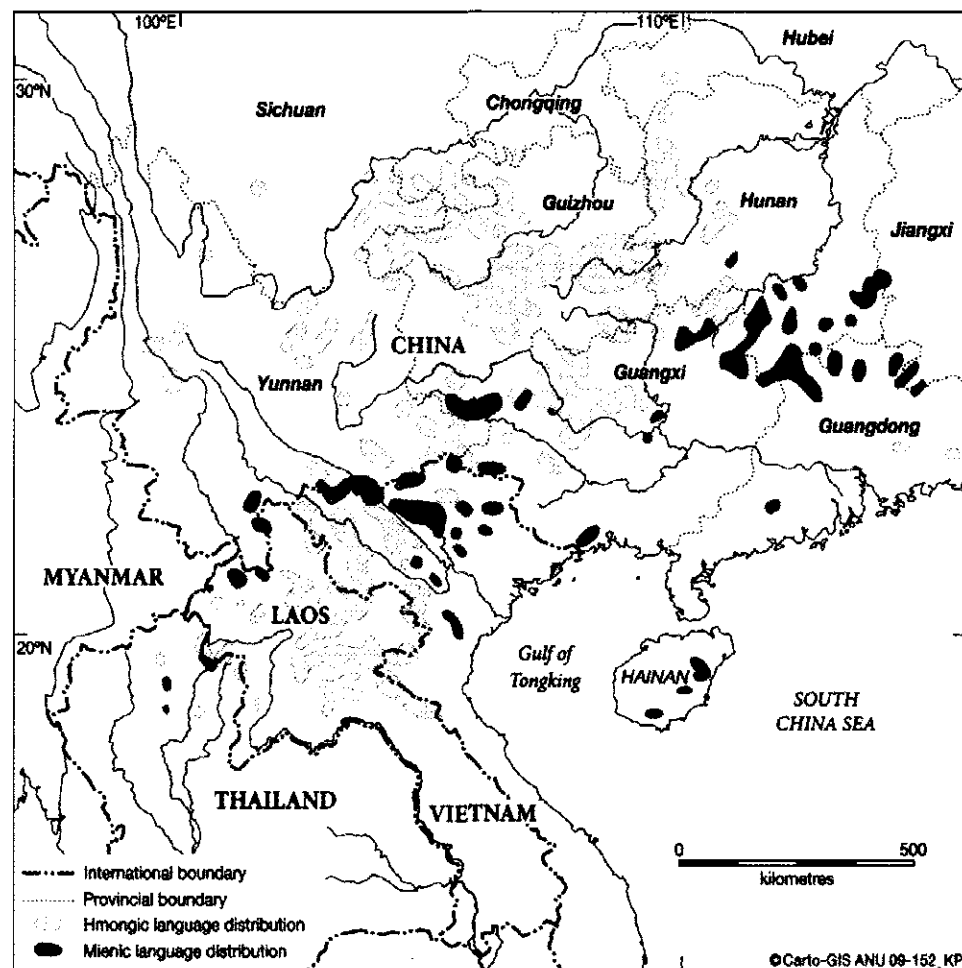 100°E
110°E
Hubei
30°N
Sichuan
Chongqing
Guizhou
Hunan
Jiangxi
CHINA
Yunnan
Guangxi
Guangdong
MYANMAR
LAOS
20°N
Gulf of
Tongking
HAINAN
SOUTH
CHINA SEA
THAILAND
VIETNAM
0
500
kilometres
International boundary
Provincial boundary
Hmongic language distribution
Mienic language distribution
©Carto-GIS ANU 09-152_KP